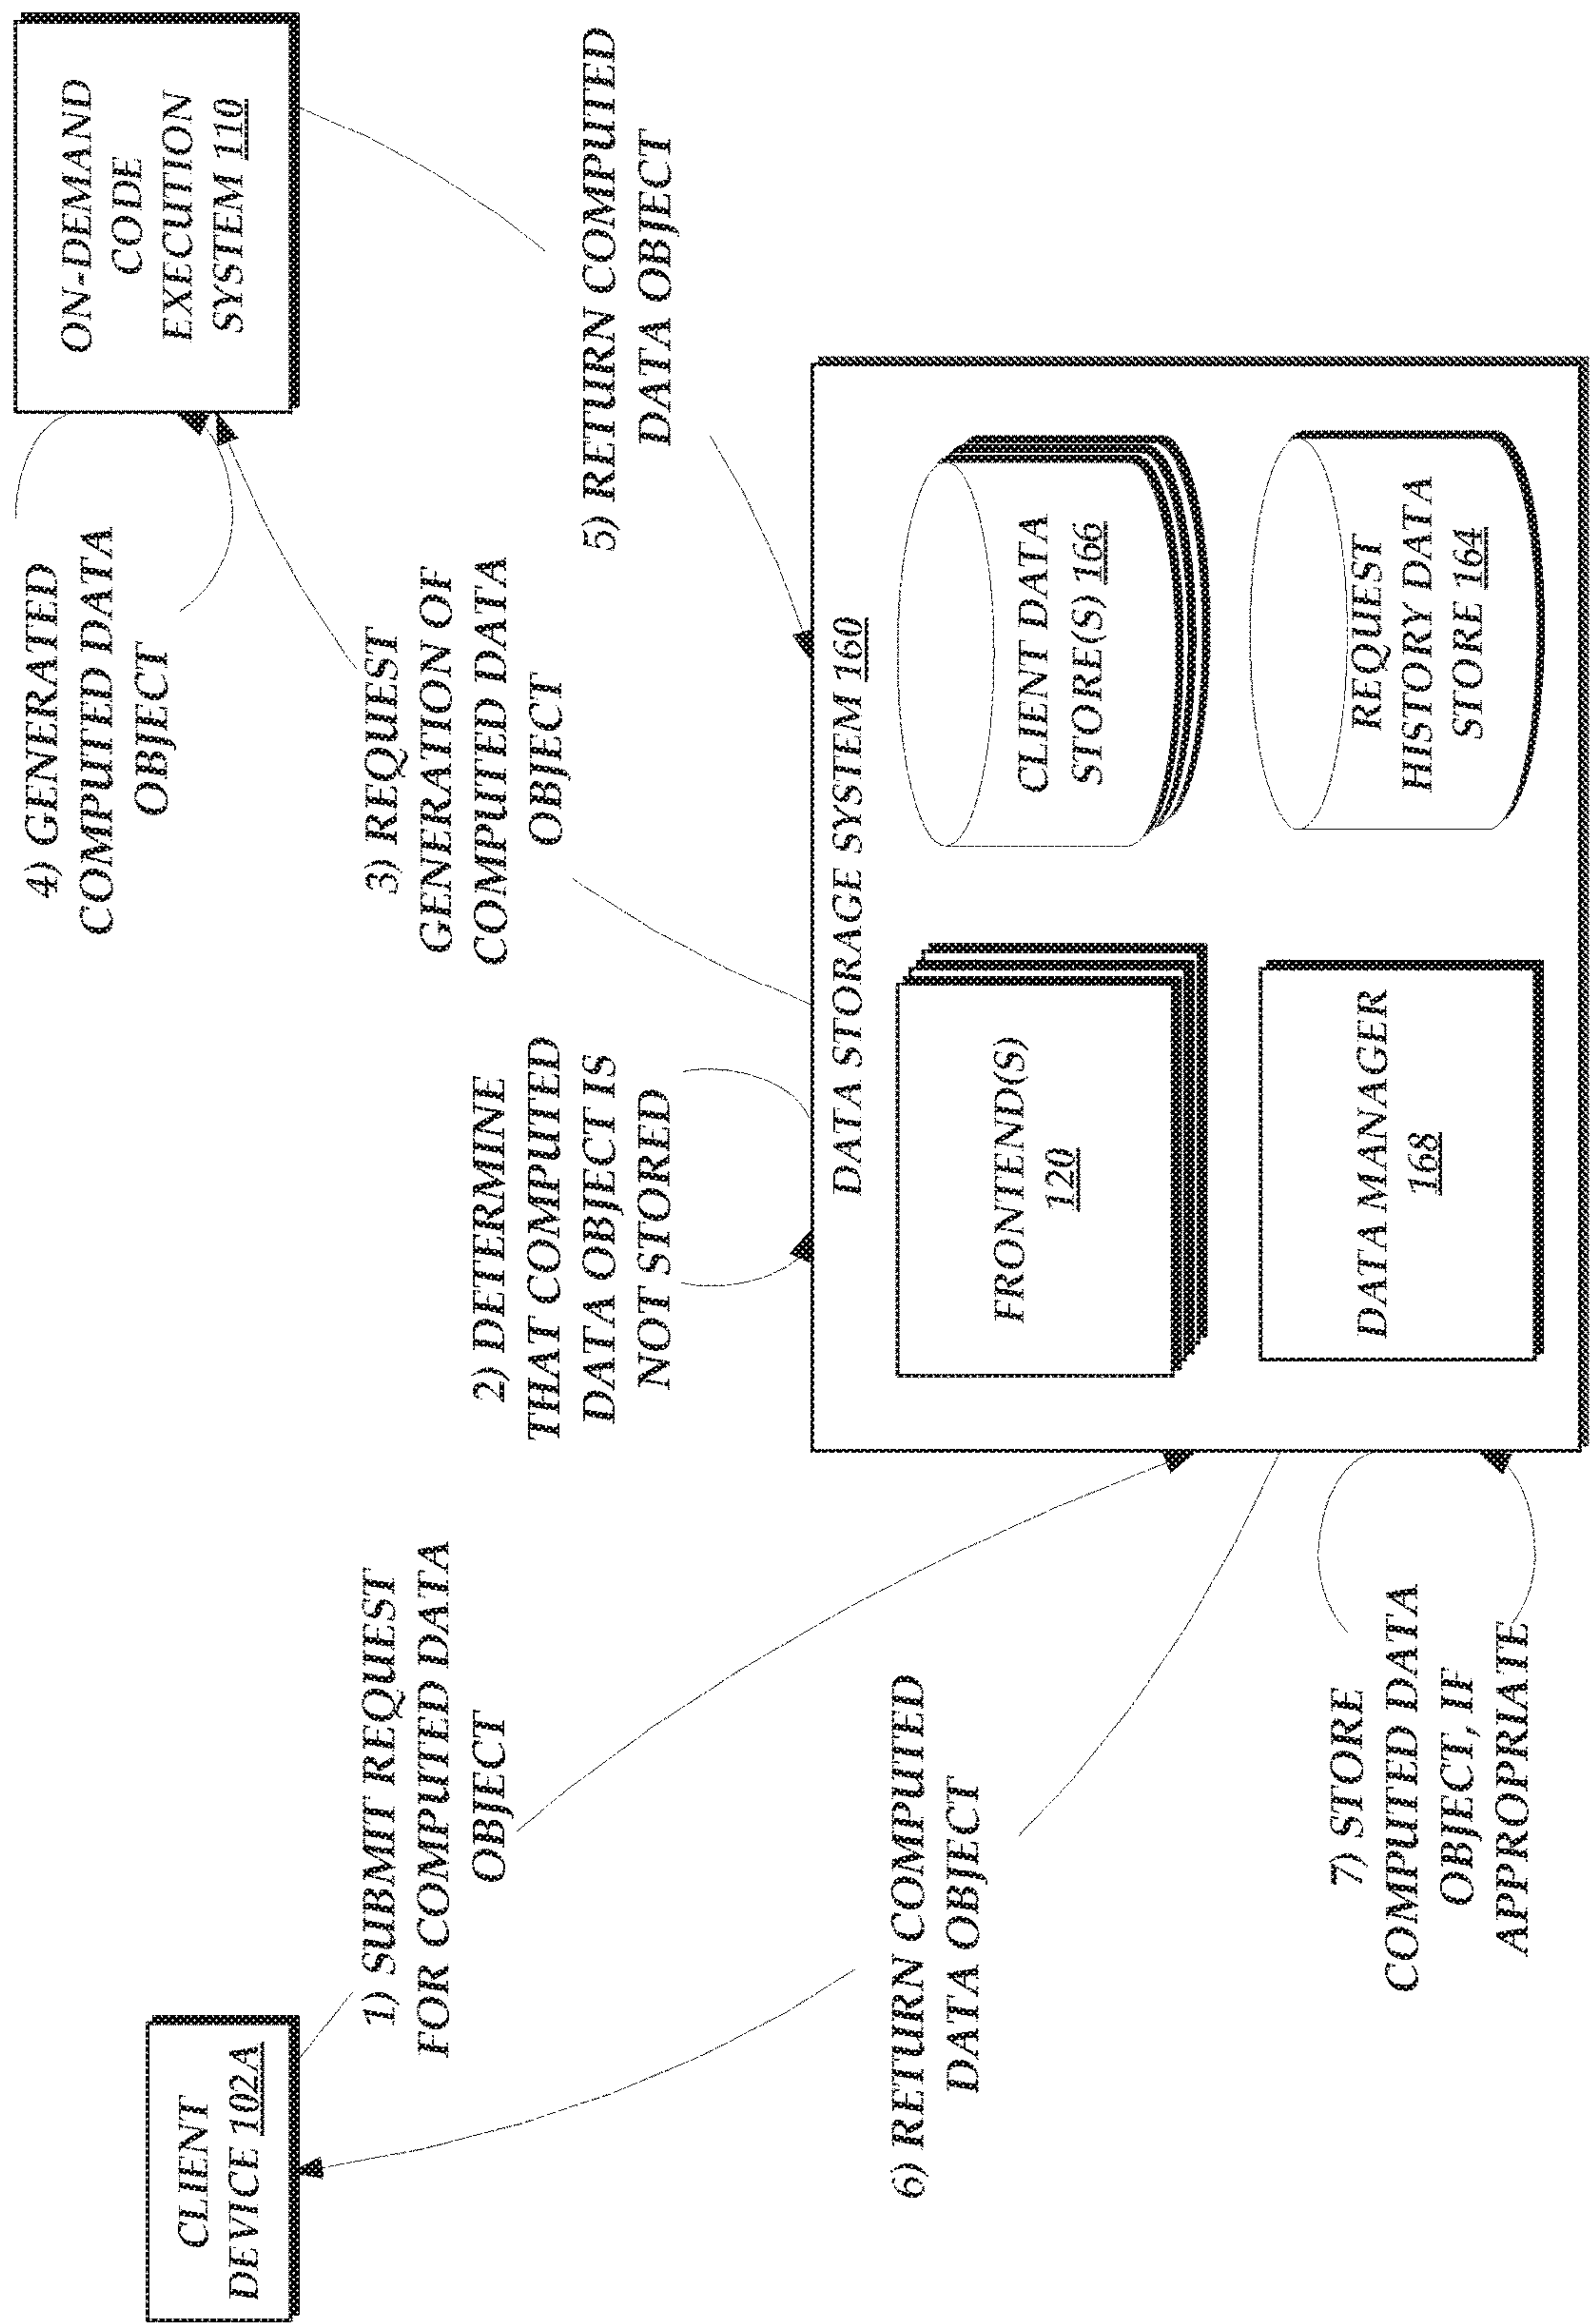 CLIENT
DEVICE 102A
1) SUBMIT REQUEST
FOR COMPUTED DATA
OBJECT
2) DETERMINE
THAT COMPUTED
DATA OBJECT IS
NOT STORED
3) REQUEST
GENERATION OF
COMPUTED DATA
OBJECT
4) GENERATED
COMPUTED DATA
OBJECT
ON-DEMAND
CODE
EXECUTION
SYSTEM 110
5) RETURN COMPUTED
DATA OBJECT
6) RETURN COMPUTED
DATA OBJECT
7) STORE
COMPUTED DATA
OBJECT, IF
APPROPRIATE
DATA STORAGE SYSTEM 160
FRONTEND(S)
120
CLIENT DATA
STORE(S) 166
DATA MANAGER
168
REQUEST
HISTORY DATA
STORE 164